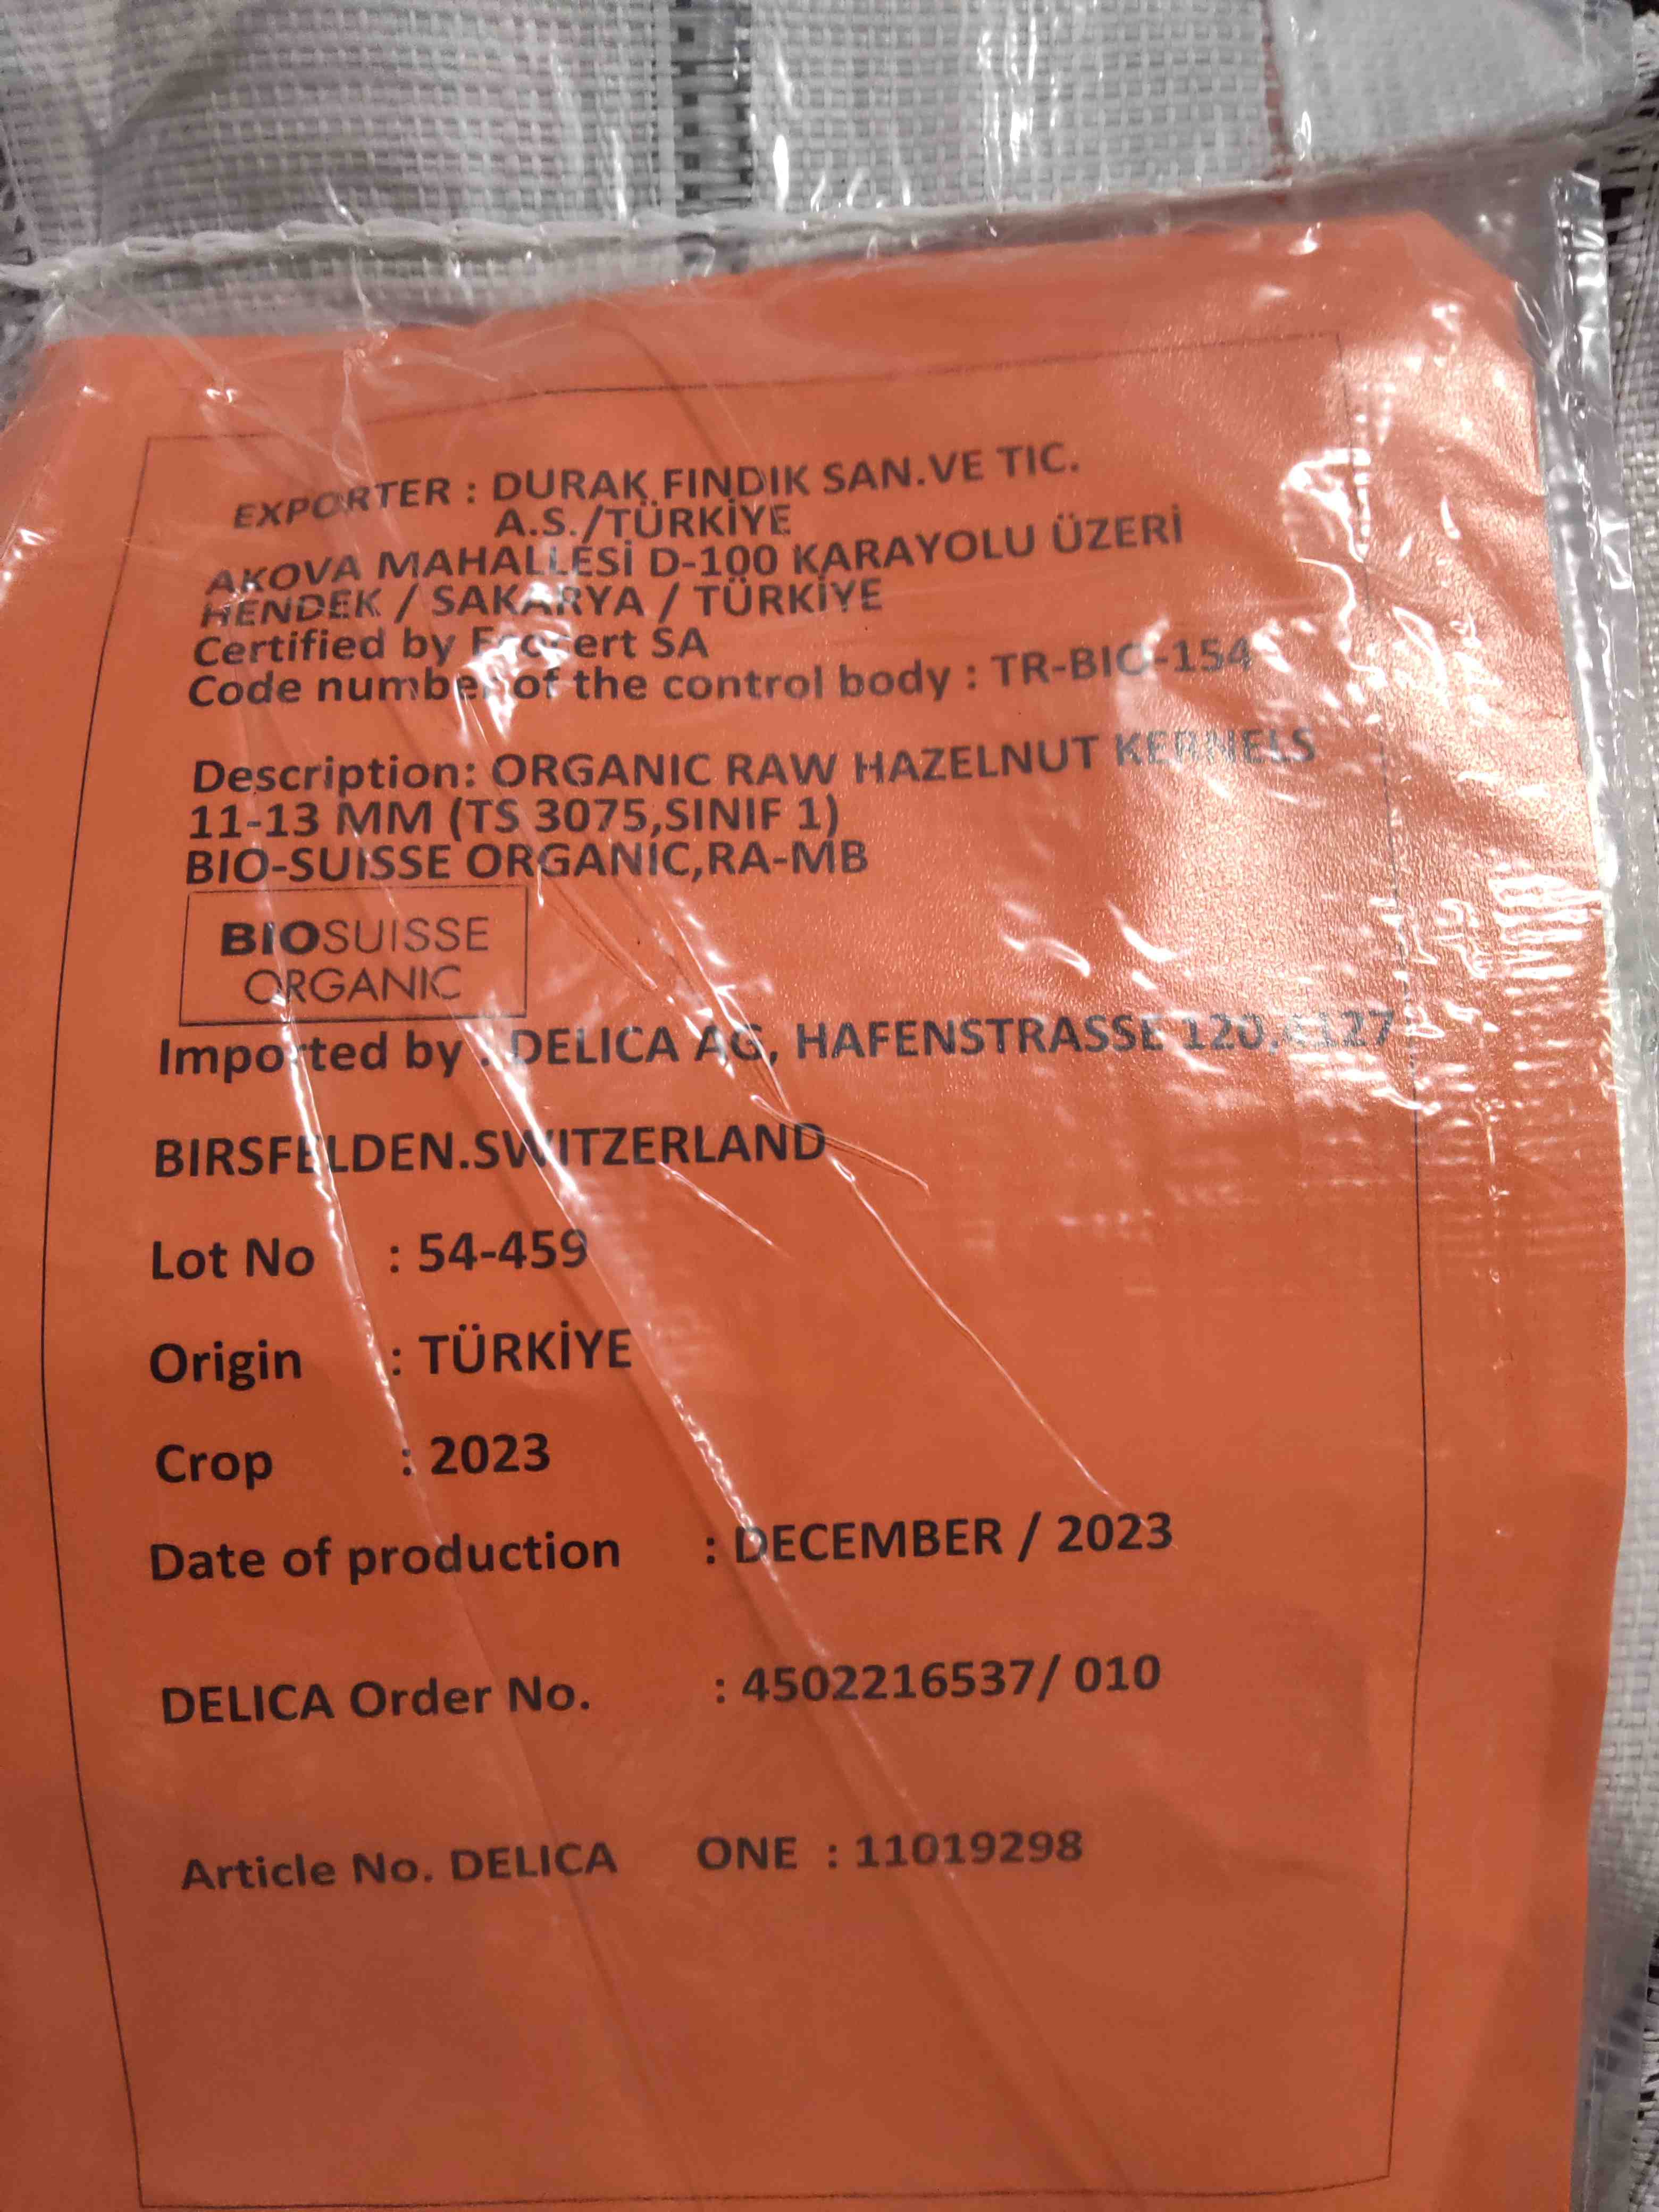 EXPORTER : DURAK FINDIK SAN.VE TIC.
A.S./TÜRKİYE
AKOVA MAHALLESİ D-100 KARAYOLU ÜZERİ
HENDEK / SAKARYA / TÜRKİYE
Certified by Ecocert SA
Code number of the control body : TR-BIO-154
Description: ORGANIC RAW HAZELNUT KERNELS
11-13 MM (TS 3075,SINIF 1)
BIO-SUISSE ORGANIC,RA-MB
BIOSUISSE
ORGANIC
Imported by : DELICA AG, HAFENSTRASSE 120,4127
BIRSFELDEN.SWITZERLAND
Lot No : 54-459
Origin : TÜRKİYE
Crop : 2023
Date of production : DECEMBER / 2023
DELICA Order No. : 4502216537/ 010
Article No. DELICA ONE : 11019298